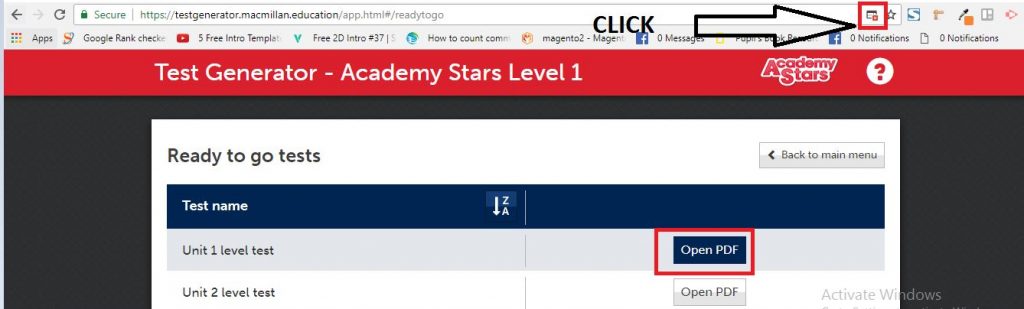 Secure https://testgenerator.macmillan.education/app.html#/readytogo
CLICK
Apps Google Rank checke 5 Free Intro Templat Free 2D Intro #37 | S How to count comm magento2 - Magent 0 Messages Pupil's Book 0 Notifications 0 Notifications
Test Generator - Academy Stars Level 1
Academy Stars
?
Ready to go tests
Back to main menu
Test name
Z
A
Unit 1 level test Open PDF
Unit 2 level test Open PDF
Activate Windows